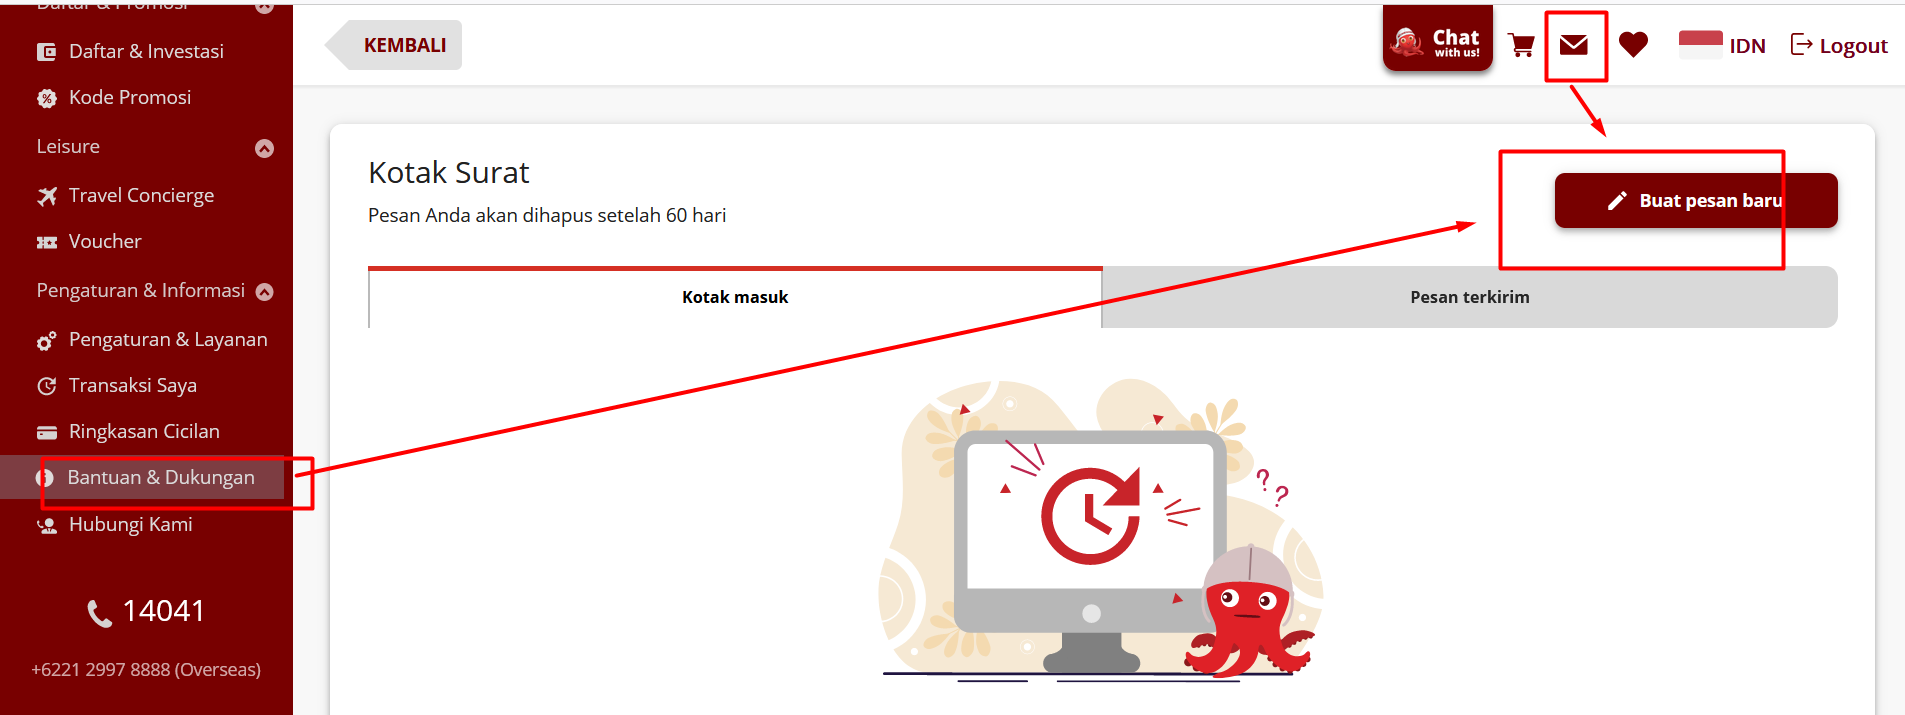 Daftar & Promosi
Daftar & Investasi
Kode Promosi
Leisure
Travel Concierge
Voucher
Pengaturan & Informasi
Pengaturan & Layanan
Transaksi Saya
Ringkasan Cicilan
Bantuan & Dukungan
Hubungi Kami
14041
+6221 2997 8888 (Overseas)
KEMBALI
Chat
with us!
IDN
Logout
Kotak Surat
Pesan Anda akan dihapus setelah 60 hari
Buat pesan baru
Kotak masuk
Pesan terkirim
? ?